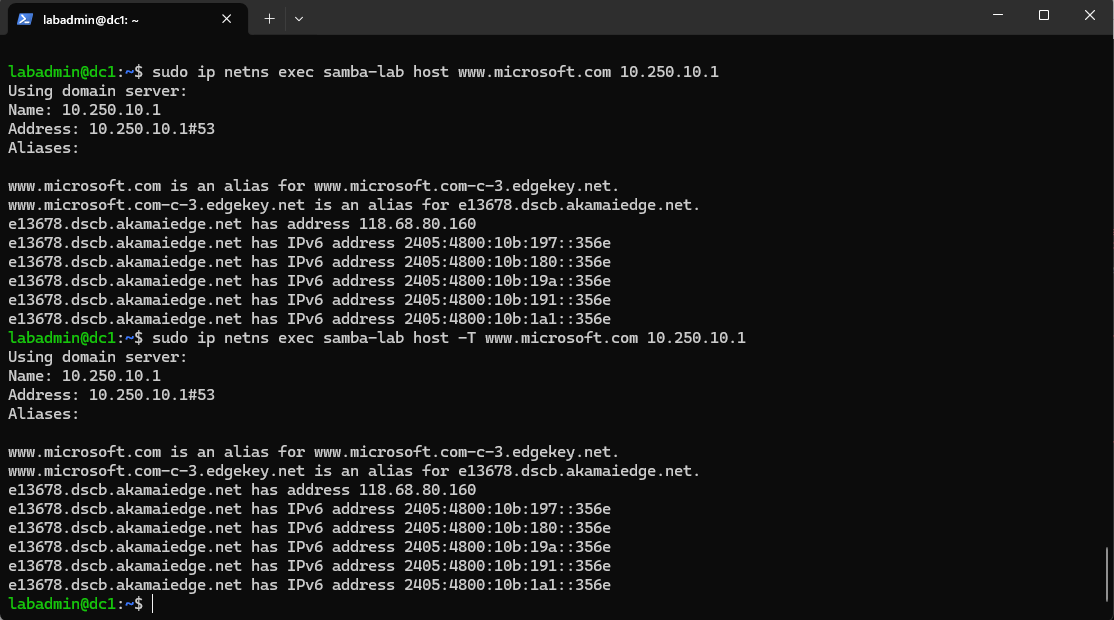 labadmin@dc1: ~
labadmin@dc1:~$ sudo ip netns exec samba-lab host www.microsoft.com 10.250.10.1
Using domain server:
Name: 10.250.10.1
Address: 10.250.10.1#53
Aliases:
www.microsoft.com is an alias for www.microsoft.com-c-3.edgekey.net.
www.microsoft.com-c-3.edgekey.net is an alias for e13678.dscb.akamaiedge.net.
e13678.dscb.akamaiedge.net has address 118.68.80.160
e13678.dscb.akamaiedge.net has IPv6 address 2405:4800:10b:197::356e
e13678.dscb.akamaiedge.net has IPv6 address 2405:4800:10b:180::356e
e13678.dscb.akamaiedge.net has IPv6 address 2405:4800:10b:19a::356e
e13678.dscb.akamaiedge.net has IPv6 address 2405:4800:10b:191::356e
e13678.dscb.akamaiedge.net has IPv6 address 2405:4800:10b:1a1::356e
labadmin@dc1:~$ sudo ip netns exec samba-lab host -T www.microsoft.com 10.250.10.1
Using domain server:
Name: 10.250.10.1
Address: 10.250.10.1#53
Aliases:
www.microsoft.com is an alias for www.microsoft.com-c-3.edgekey.net.
www.microsoft.com-c-3.edgekey.net is an alias for e13678.dscb.akamaiedge.net.
e13678.dscb.akamaiedge.net has address 118.68.80.160
e13678.dscb.akamaiedge.net has IPv6 address 2405:4800:10b:197::356e
e13678.dscb.akamaiedge.net has IPv6 address 2405:4800:10b:180::356e
e13678.dscb.akamaiedge.net has IPv6 address 2405:4800:10b:19a::356e
e13678.dscb.akamaiedge.net has IPv6 address 2405:4800:10b:191::356e
e13678.dscb.akamaiedge.net has IPv6 address 2405:4800:10b:1a1::356e
labadmin@dc1:~$